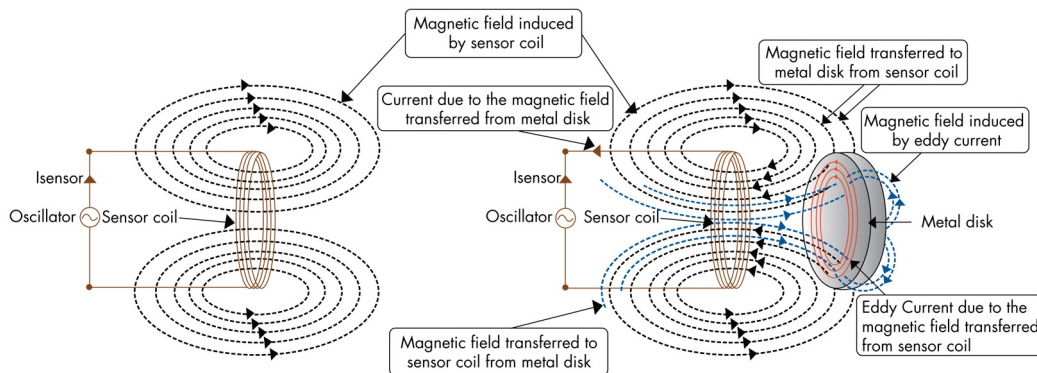 Magnetic field induced
by sensor coil
Isensor
Oscillator
Sensor coil
Current due to the magnetic field
transferred from metal disk
Magnetic field transferred to
metal disk from sensor coil
Magnetic field induced
by eddy current
Isensor
Oscillator
Sensor coil
Metal disk
Magnetic field transferred to
sensor coil from metal disk
Eddy Current due to the
magnetic field transferred
from sensor coil